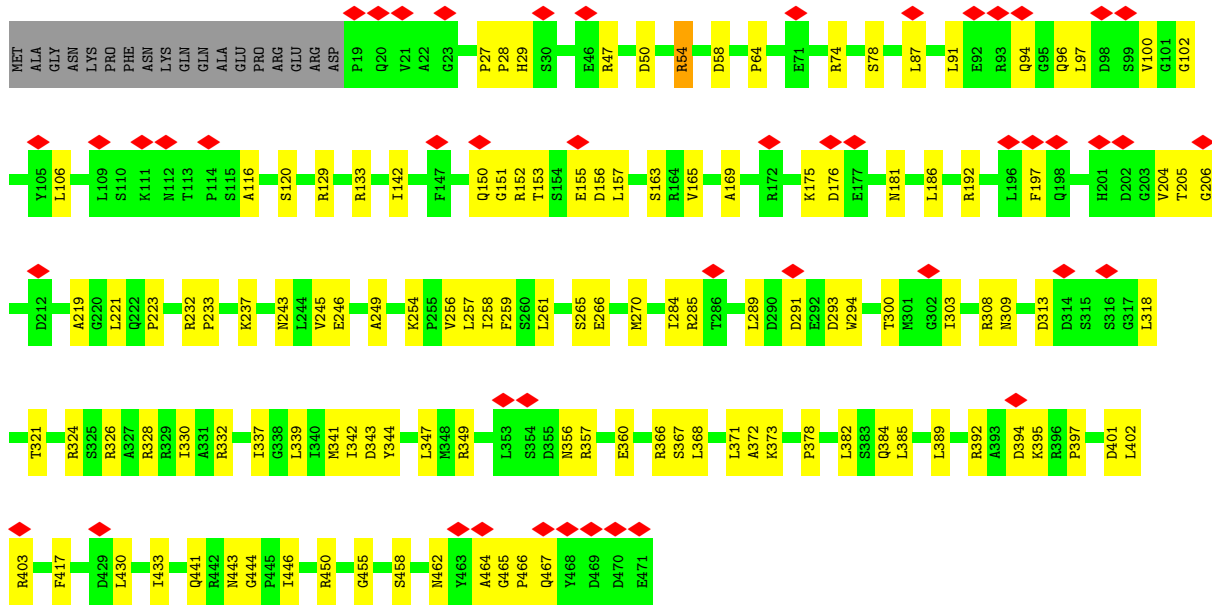 MET ALA GLY ASN LYS PRO PHE ASN LYS GLN GLN ALA GLU PRO ARG GLU ARG ASP P19 Q20 V21 A22 G23 P27 P28 H29 S30 E46 R47 D50 R54 D58 P64 E71 R74 S78 L87 L91 E92 R93 Q94 G95 Q96 L97 D98 S99 V100 G101 G102
Y105 L106 L109 S110 K111 N112 T113 P114 S115 A116 S120 R129 R133 I142 F147 Q150 G151 R152 T153 S154 E155 D156 L157 S163 R164 V165 A169 R172 K175 D176 E177 N181 L186 R192 L196 F197 Q198 H201 D202 G203 V204 T205 G206
D212 A219 G220 L221 Q222 P223 R232 P233 K237 N243 L244 V245 E246 A249 K254 P255 V256 L257 I258 F259 S260 L261 S265 E266 M270 I284 R285 T286 L289 D290 D291 E292 D293 W294 T300 M301 G302 I303 R308 N309 D313 D314 S315 S316 G317 L318
T321 R324 S325 R326 A327 R328 R329 I330 A331 R332 I337 G338 L339 I340 M341 I342 D343 Y344 L347 M348 R349 L353 S354 D355 N356 R357 E360 R366 S367 L368 L371 A372 K373 P378 L382 S383 Q384 L385 L389 R392 A393 D394 K395 R396 P397 D401 L402
R403 F417 D429 L430 I433 Q441 R442 N443 G444 P445 I446 R450 G455 S458 N462 Y463 A464 G465 P466 Q467 Y468 D469 D470 E471